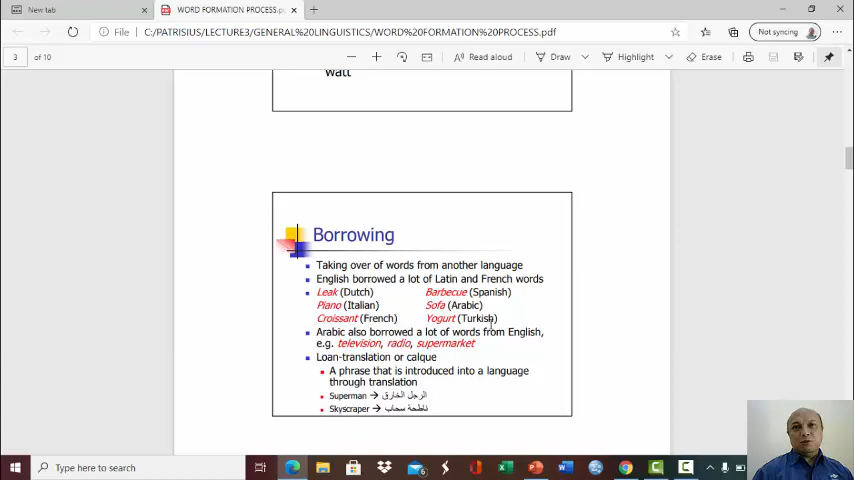 New tab
WORD FORMATION PROCESS.p
File
C:/PATRISIUS/LECTURE3/GENERAL%20LINGUISTICS/WORD%20FORMATION%20PROCESS.pdf
Not syncing
3 of 10
Read aloud
Draw
Highlight
Erase
watt
Borrowing
Taking over of words from another language
English borrowed a lot of Latin and French words
Leak (Dutch) Barbecue (Spanish)
Piano (Italian) Sofa (Arabic)
Croissant (French) Yogurt (Turkish)
Arabic also borrowed a lot of words from English,
e.g. television, radio, supermarket
Loan-translation or calque
A phrase that is introduced into a language
through translation
Superman → الرجل الخارق
Skyscraper → ناطحة سحاب
Type here to search